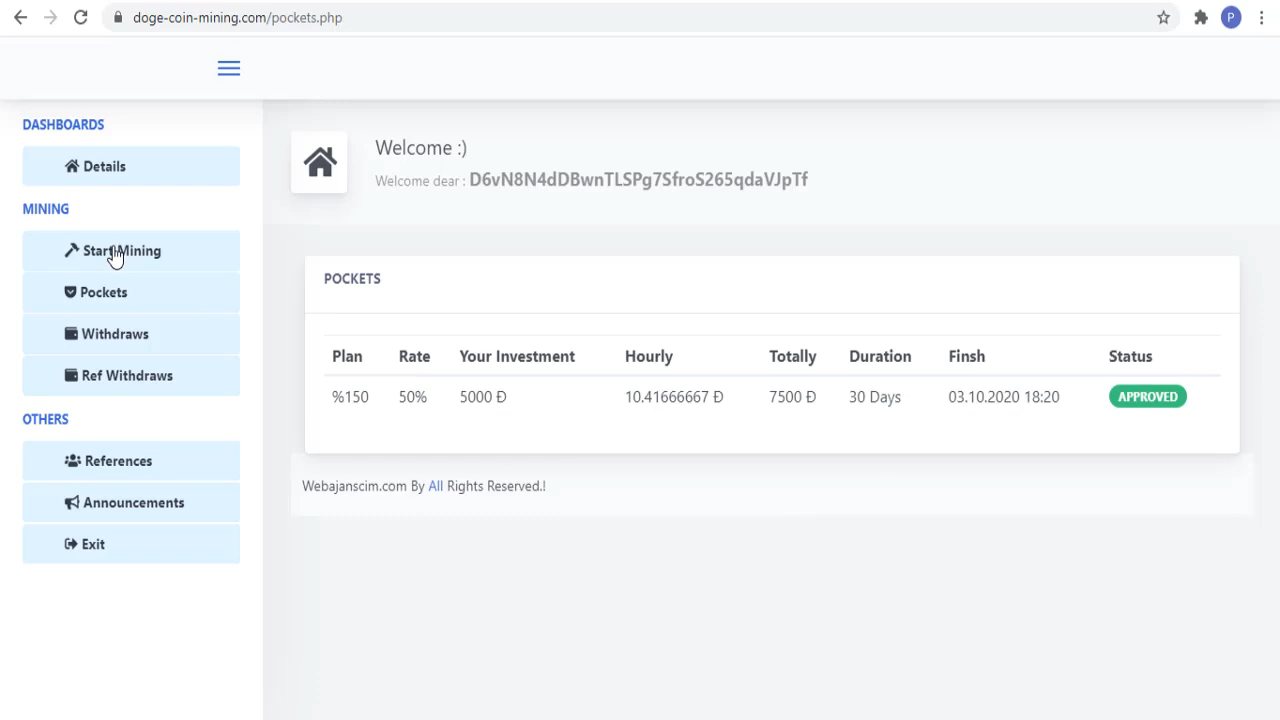 doge-coin-mining.com/pockets.php
P
DASHBOARDS
Details
MINING
Start Mining
Pockets
Withdraws
Ref Withdraws
OTHERS
References
Announcements
Exit
Welcome :)
Welcome dear : D6vN8N4dDBwnTLSPg7SfroS265qdaVJpTf
POCKETS
Plan Rate Your Investment Hourly Totally Duration Finsh Status
%150 50% 5000 Ð 10.41666667 Ð 7500 Ð 30 Days 03.10.2020 18:20 APPROVED
Webajanscim.com By All Rights Reserved.!